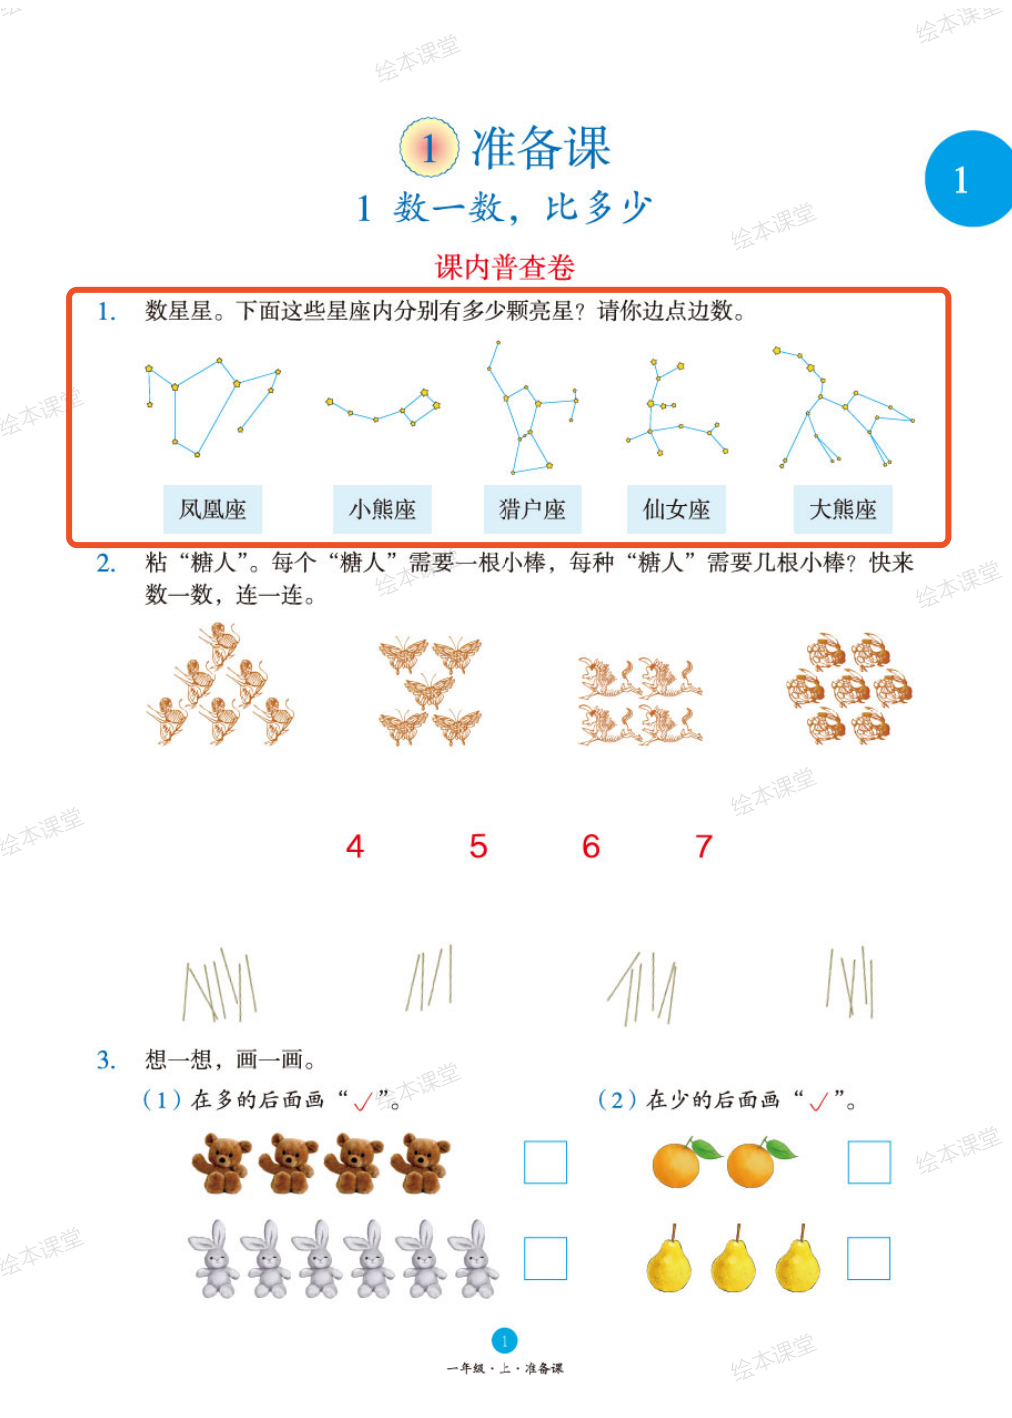 绘本课堂
绘本课堂
1 准备课
1
1 数一数，比多少
绘本课堂
课内普查卷
1. 数星星。下面这些星座内分别有多少颗亮星？请你边点边数。
绘本课堂
凤凰座 小熊座 猎户座 仙女座 大熊座
2. 粘“糖人”。每个“糖人”需要一根小棒，每种“糖人”需要几根小棒？快来
绘本课堂
绘本课堂
数一数，连一连。
绘本课堂
绘本课堂
4 5 6 7
3. 想一想，画一画。
绘本课堂
（1）在多的后面画“✓”。 （2）在少的后面画“✓”。
绘本课堂
绘本课堂
1
绘本课堂
一年级·上·准备课